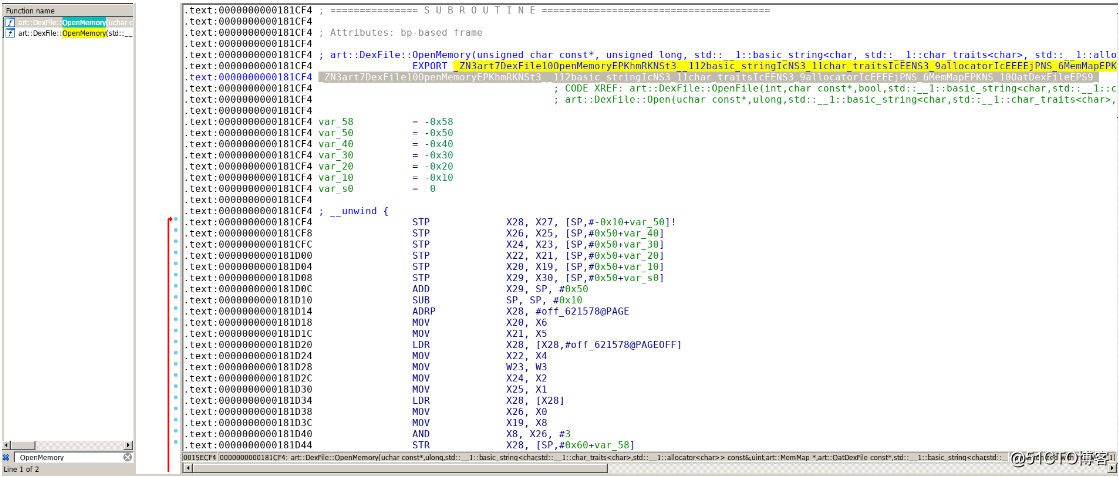 Function name
art::DexFile::OpenMemory(uchar c
art::DexFile::OpenMemory(std::__
OpenMemory
Line 1 of 2
.text:0000000000181CF4 ; =============== S U B R O U T I N E =======================================
.text:0000000000181CF4
.text:0000000000181CF4 ; Attributes: bp-based frame
.text:0000000000181CF4
.text:0000000000181CF4 ; art::DexFile::OpenMemory(unsigned char const*, unsigned long, std::__1::basic_string<char, std::__1::char_traits<char>, std::__1::allo
.text:0000000000181CF4 EXPORT _ZN3art7DexFile10OpenMemoryEPKhmRKNSt3__112basic_stringIcNS3_11char_traitsIcEENS3_9allocatorIcEEEEjPNS_6MemMapEPK
.text:0000000000181CF4 _ZN3art7DexFile10OpenMemoryEPKhmRKNSt3__112basic_stringIcNS3_11char_traitsIcEENS3_9allocatorIcEEEEjPNS_6MemMapEPKNS_10OatDexFileEPS9_
.text:0000000000181CF4 ; CODE XREF: art::DexFile::OpenFile(int,char const*,bool,std::__1::basic_string<char,std::__1::c
.text:0000000000181CF4 ; art::DexFile::Open(uchar const*,ulong,std::__1::basic_string<char,std::__1::char_traits<char>,
.text:0000000000181CF4
.text:0000000000181CF4 var_58 = -0x58
.text:0000000000181CF4 var_50 = -0x50
.text:0000000000181CF4 var_40 = -0x40
.text:0000000000181CF4 var_30 = -0x30
.text:0000000000181CF4 var_20 = -0x20
.text:0000000000181CF4 var_10 = -0x10
.text:0000000000181CF4 var_s0 = 0
.text:0000000000181CF4
.text:0000000000181CF4 ; __unwind {
.text:0000000000181CF4 STP X28, X27, [SP,#-0x10+var_50]!
.text:0000000000181CF8 STP X26, X25, [SP,#0x50+var_40]
.text:0000000000181CFC STP X24, X23, [SP,#0x50+var_30]
.text:0000000000181D00 STP X22, X21, [SP,#0x50+var_20]
.text:0000000000181D04 STP X20, X19, [SP,#0x50+var_10]
.text:0000000000181D08 STP X29, X30, [SP,#0x50+var_s0]
.text:0000000000181D0C ADD X29, SP, #0x50
.text:0000000000181D10 SUB SP, SP, #0x10
.text:0000000000181D14 ADRP X28, #off_621578@PAGE
.text:0000000000181D18 MOV X20, X6
.text:0000000000181D1C MOV X21, X5
.text:0000000000181D20 LDR X28, [X28,#off_621578@PAGEOFF]
.text:0000000000181D24 MOV X22, X4
.text:0000000000181D28 MOV W23, W3
.text:0000000000181D2C MOV X24, X2
.text:0000000000181D30 MOV X25, X1
.text:0000000000181D34 LDR X28, [X28]
.text:0000000000181D38 MOV X26, X0
.text:0000000000181D3C MOV X19, X8
.text:0000000000181D40 AND X8, X26, #3
.text:0000000000181D44 STR X28, [SP,#0x60+var_58]
0015ECF4 0000000000181CF4: art::DexFile::OpenMemory(uchar const*,ulong,std::__1::basic_string<char,std::__1::char_traits<char>,std::__1::allocator<char>> const&,uint,art::MemMap *,art::OatDexFile const*,std::__1::basic_string<char,std::__1::char
@51CTO博客